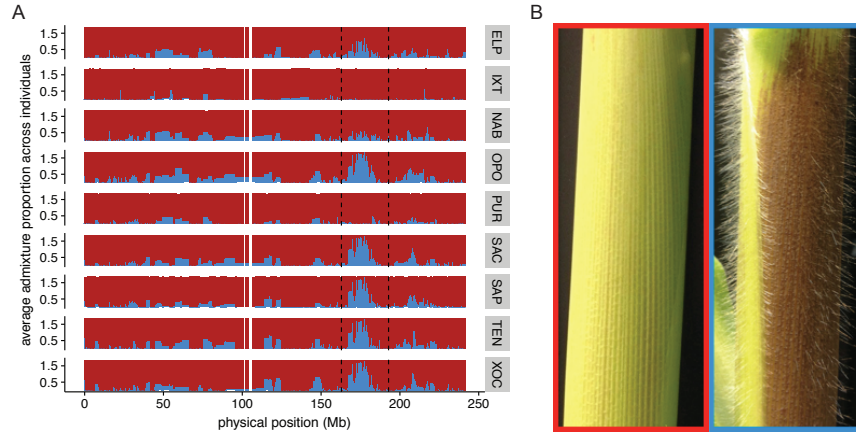 A
B
average admixture proportion across individuals
1.5
0.5
ELP
1.5
0.5
IXT
1.5
0.5
NAB
1.5
0.5
OPO
1.5
0.5
PUR
1.5
0.5
SAC
1.5
0.5
SAP
1.5
0.5
TEN
1.5
0.5
XOC
0 50 100 150 200 250
physical position (Mb)